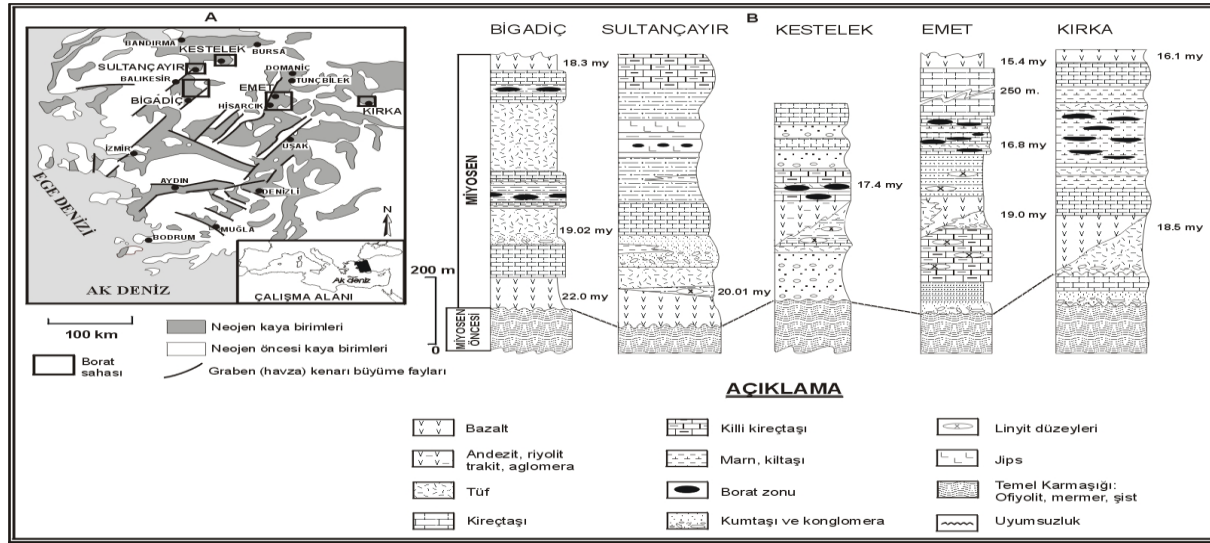 A
BANDIRMA
KESTELEK
BURSA
SULTANÇAYIR
DOMANİÇ
TUNÇBİLEK
BALIKESİR
EMET
BİGADİÇ
HİSARCIK
KIRKA
İZMİR
UŞAK
EGE DENİZİ
AYDIN
DENİZLİ
N
MUĞLA
BODRUM
Ak deniz
AK DENİZ
ÇALIŞMA ALANI
100 km
Neojen kaya birimleri
Neojen öncesi kaya birimleri
Borat
sahası
Graben (havza) kenarı büyüme fayları
B
BİGADİÇ
SULTANÇAYIR
KESTELEK
EMET
KIRKA
MİYOSEN
MİYOSEN
ÖNCESİ
200 m
0
18.3 my
19.02 my
22.0 my
20.01 my
17.4 my
15.4 my
250 m.
16.8 my
19.0 my
16.1 my
18.5 my
AÇIKLAMA
Bazalt
Andezit, riyolit
trakit, aglomera
Tüf
Kireçtaşı
Killi kireçtaşı
Marn, kiltaşı
Borat zonu
Kumtaşı ve konglomera
Linyit düzeyleri
Jips
Temel Karmaşığı:
Ofiyolit, mermer, şist
Uyumsuzluk